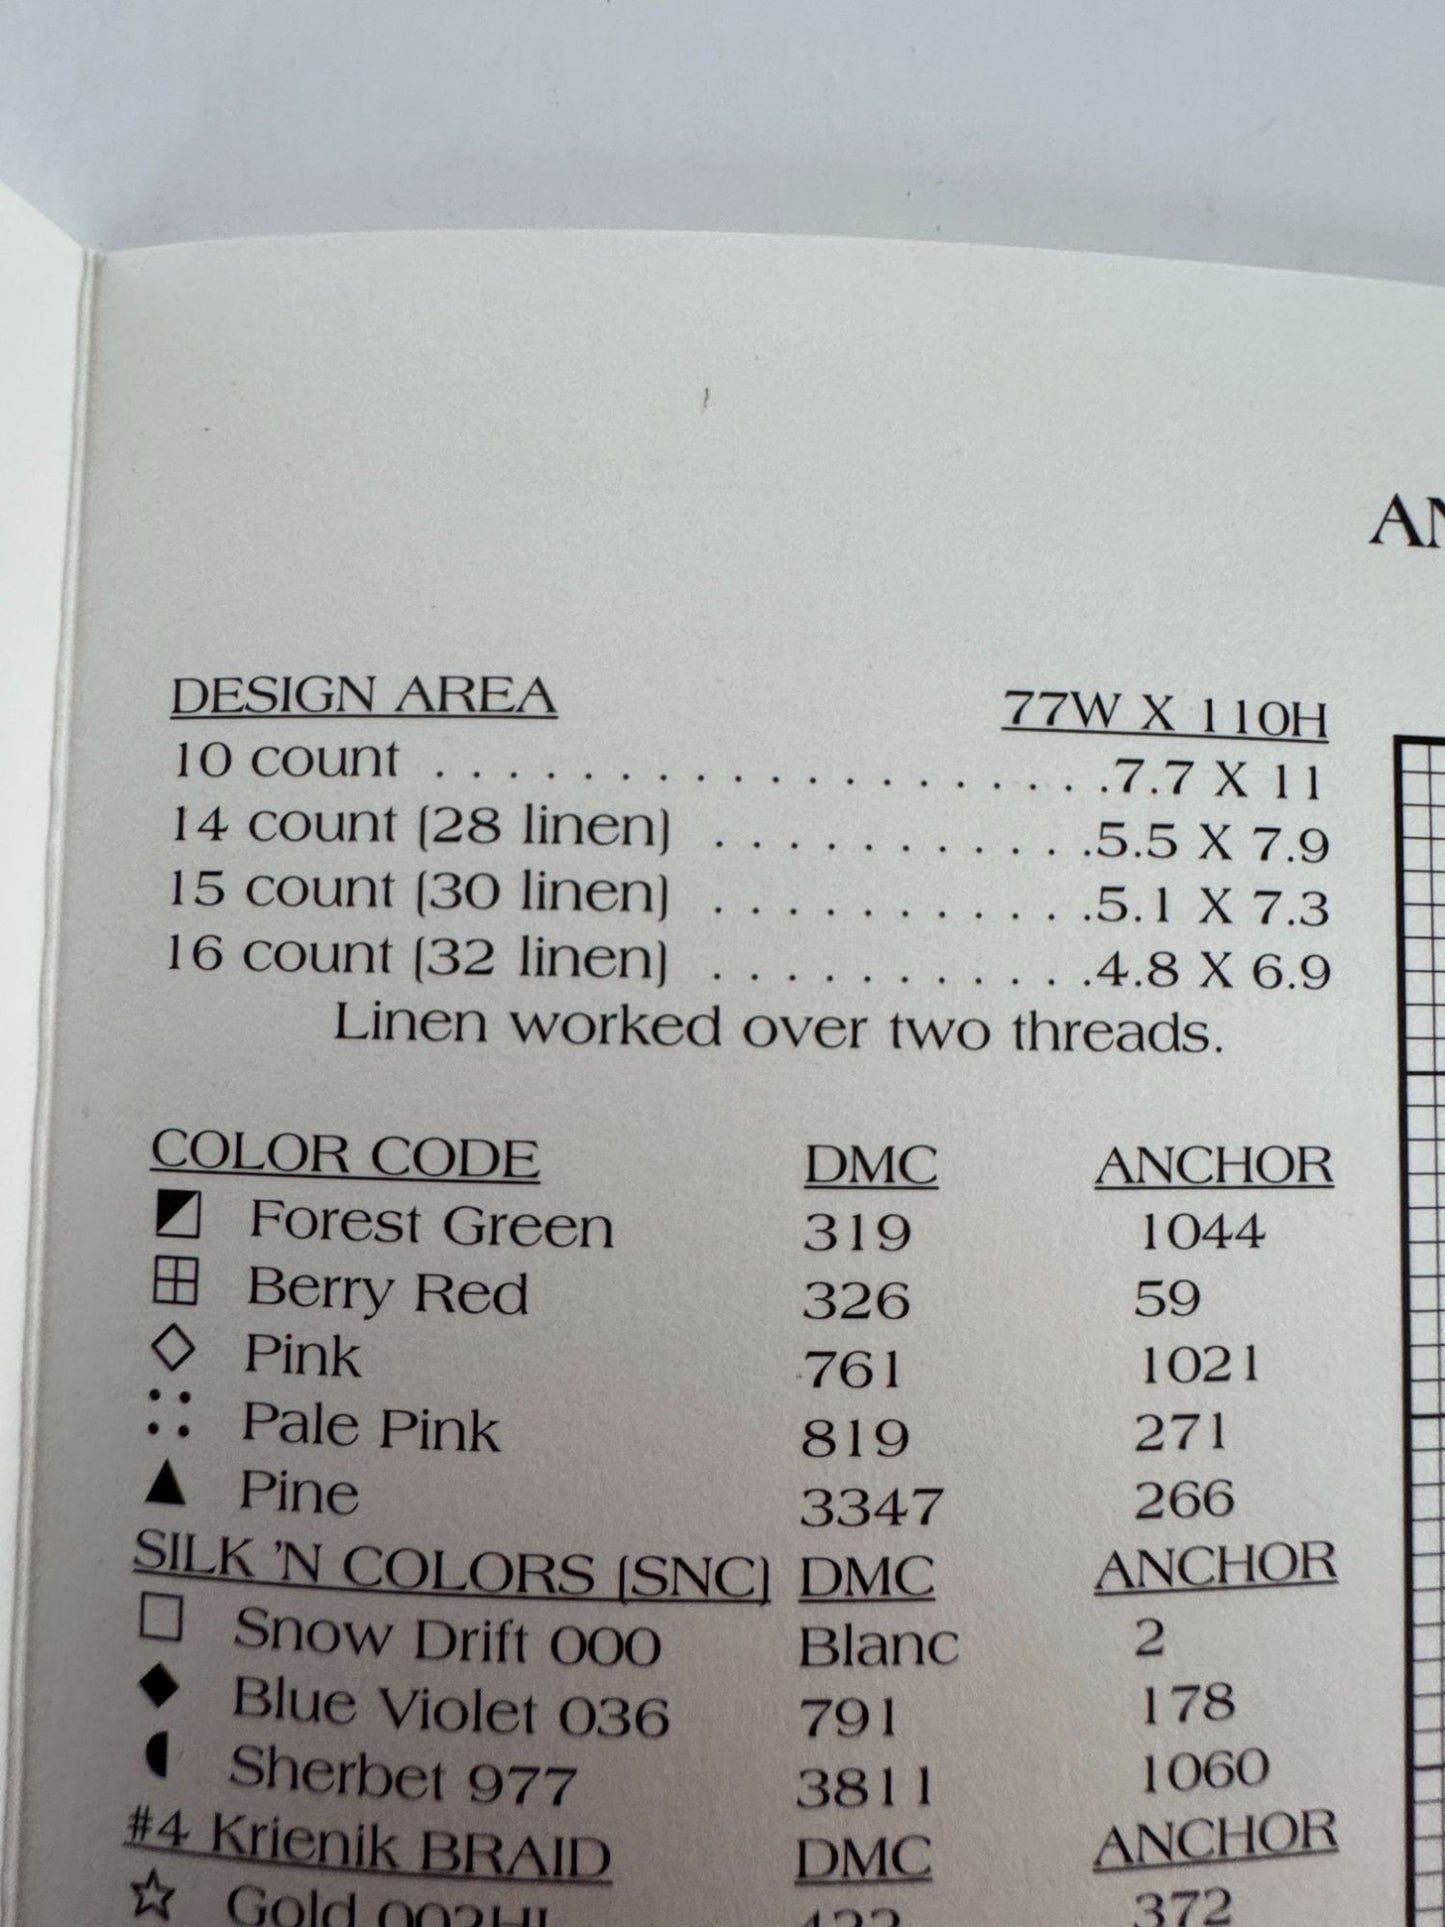 AN
DESIGN AREA 77W X 110H
10 count . . . . . . . . . . . . . . . . . . .7.7 X 11
14 count (28 linen) . . . . . . . . . . .5.5 X 7.9
15 count (30 linen) . . . . . . . . . . .5.1 X 7.3
16 count (32 linen) . . . . . . . . . . .4.8 X 6.9
Linen worked over two threads.
COLOR CODE DMC ANCHOR
Forest Green 319 1044
Berry Red 326 59
Pink 761 1021
Pale Pink 819 271
Pine 3347 266
SILK 'N COLORS (SNC) DMC ANCHOR
Snow Drift 000 Blanc 2
Blue Violet 036 791 178
Sherbet 977 3811 1060
#4 Krienik BRAID DMC ANCHOR
Gold 002HL 372